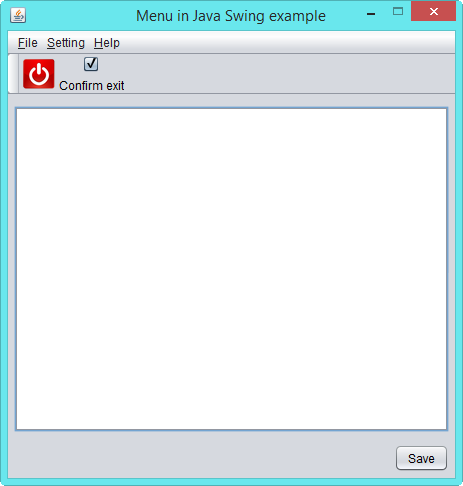 Menu in Java Swing example
File Setting Help
Confirm exit
Save